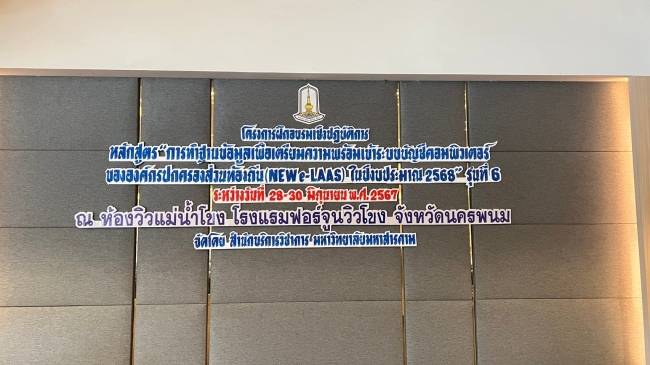 โครงการฝึกอบรมเชิงปฏิบัติการ
หลักสูตร "การทำฐานข้อมูลเพื่อเตรียมความพร้อมเข้าระบบบัญชีคอมพิวเตอร์
ขององค์กรปกครองส่วนท้องถิ่น (NEW e-LAAS) ในปีงบประมาณ 2568" รุ่นที่ 6
ระหว่างวันที่ 28-30 มิถุนายน พ.ศ. 2567
ณ ห้องวิวแม่น้ำโขง โรงแรมฟอร์จูนวิวโขง จังหวัดนครพนม
จัดโดย สำนักบริการวิชาการ มหาวิทยาลัยมหาสารคาม